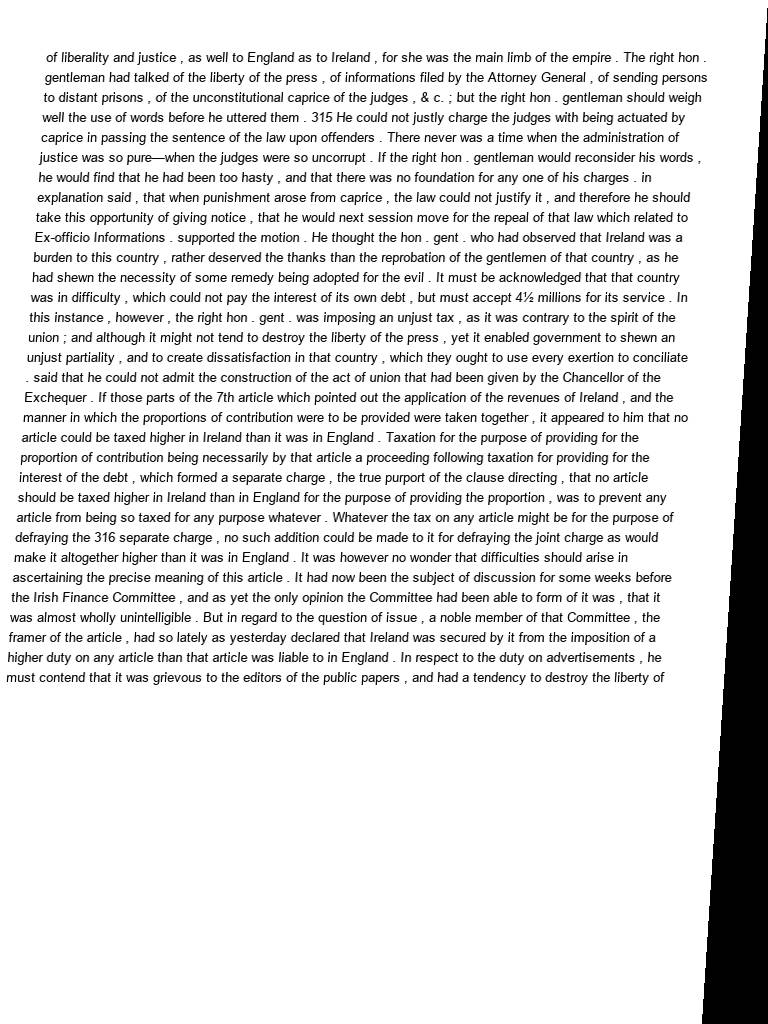 of liberality and justice , as well to England as to Ireland , for she was the main limb of the empire . The right hon .
gentleman had talked of the liberty of the press , of informations filed by the Attorney General , of sending persons
to distant prisons , of the unconstitutional caprice of the judges , & c. ; but the right hon . gentleman should weigh
well the use of words before he uttered them . 315 He could not justly charge the judges with being actuated by
caprice in passing the sentence of the law upon offenders . There never was a time when the administration of
justice was so pure—when the judges were so uncorrupt . If the right hon . gentleman would reconsider his words ,
he would find that he had been too hasty , and that there was no foundation for any one of his charges . in
explanation said , that when punishment arose from caprice , the law could not justify it , and therefore he should
take this opportunity of giving notice , that he would next session move for the repeal of that law which related to
Ex-officio Informations . supported the motion . He thought the hon . gent . who had observed that Ireland was a
burden to this country , rather deserved the thanks than the reprobation of the gentlemen of that country , as he
had shewn the necessity of some remedy being adopted for the evil . It must be acknowledged that that country
was in difficulty , which could not pay the interest of its own debt , but must accept 4½ millions for its service . In
this instance , however , the right hon . gent . was imposing an unjust tax , as it was contrary to the spirit of the
union ; and although it might not tend to destroy the liberty of the press , yet it enabled government to shewn an
unjust partiality , and to create dissatisfaction in that country , which they ought to use every exertion to conciliate
. said that he could not admit the construction of the act of union that had been given by the Chancellor of the
Exchequer . If those parts of the 7th article which pointed out the application of the revenues of Ireland , and the
manner in which the proportions of contribution were to be provided were taken together , it appeared to him that no
article could be taxed higher in Ireland than it was in England . Taxation for the purpose of providing for the
proportion of contribution being necessarily by that article a proceeding following taxation for providing for the
interest of the debt , which formed a separate charge , the true purport of the clause directing , that no article
should be taxed higher in Ireland than in England for the purpose of providing the proportion , was to prevent any
article from being so taxed for any purpose whatever . Whatever the tax on any article might be for the purpose of
defraying the 316 separate charge , no such addition could be made to it for defraying the joint charge as would
make it altogether higher than it was in England . It was however no wonder that difficulties should arise in
ascertaining the precise meaning of this article . It had now been the subject of discussion for some weeks before
the Irish Finance Committee , and as yet the only opinion the Committee had been able to form of it was , that it
was almost wholly unintelligible . But in regard to the question of issue , a noble member of that Committee , the
framer of the article , had so lately as yesterday declared that Ireland was secured by it from the imposition of a
higher duty on any article than that article was liable to in England . In respect to the duty on advertisements , he
must contend that it was grievous to the editors of the public papers , and had a tendency to destroy the liberty of